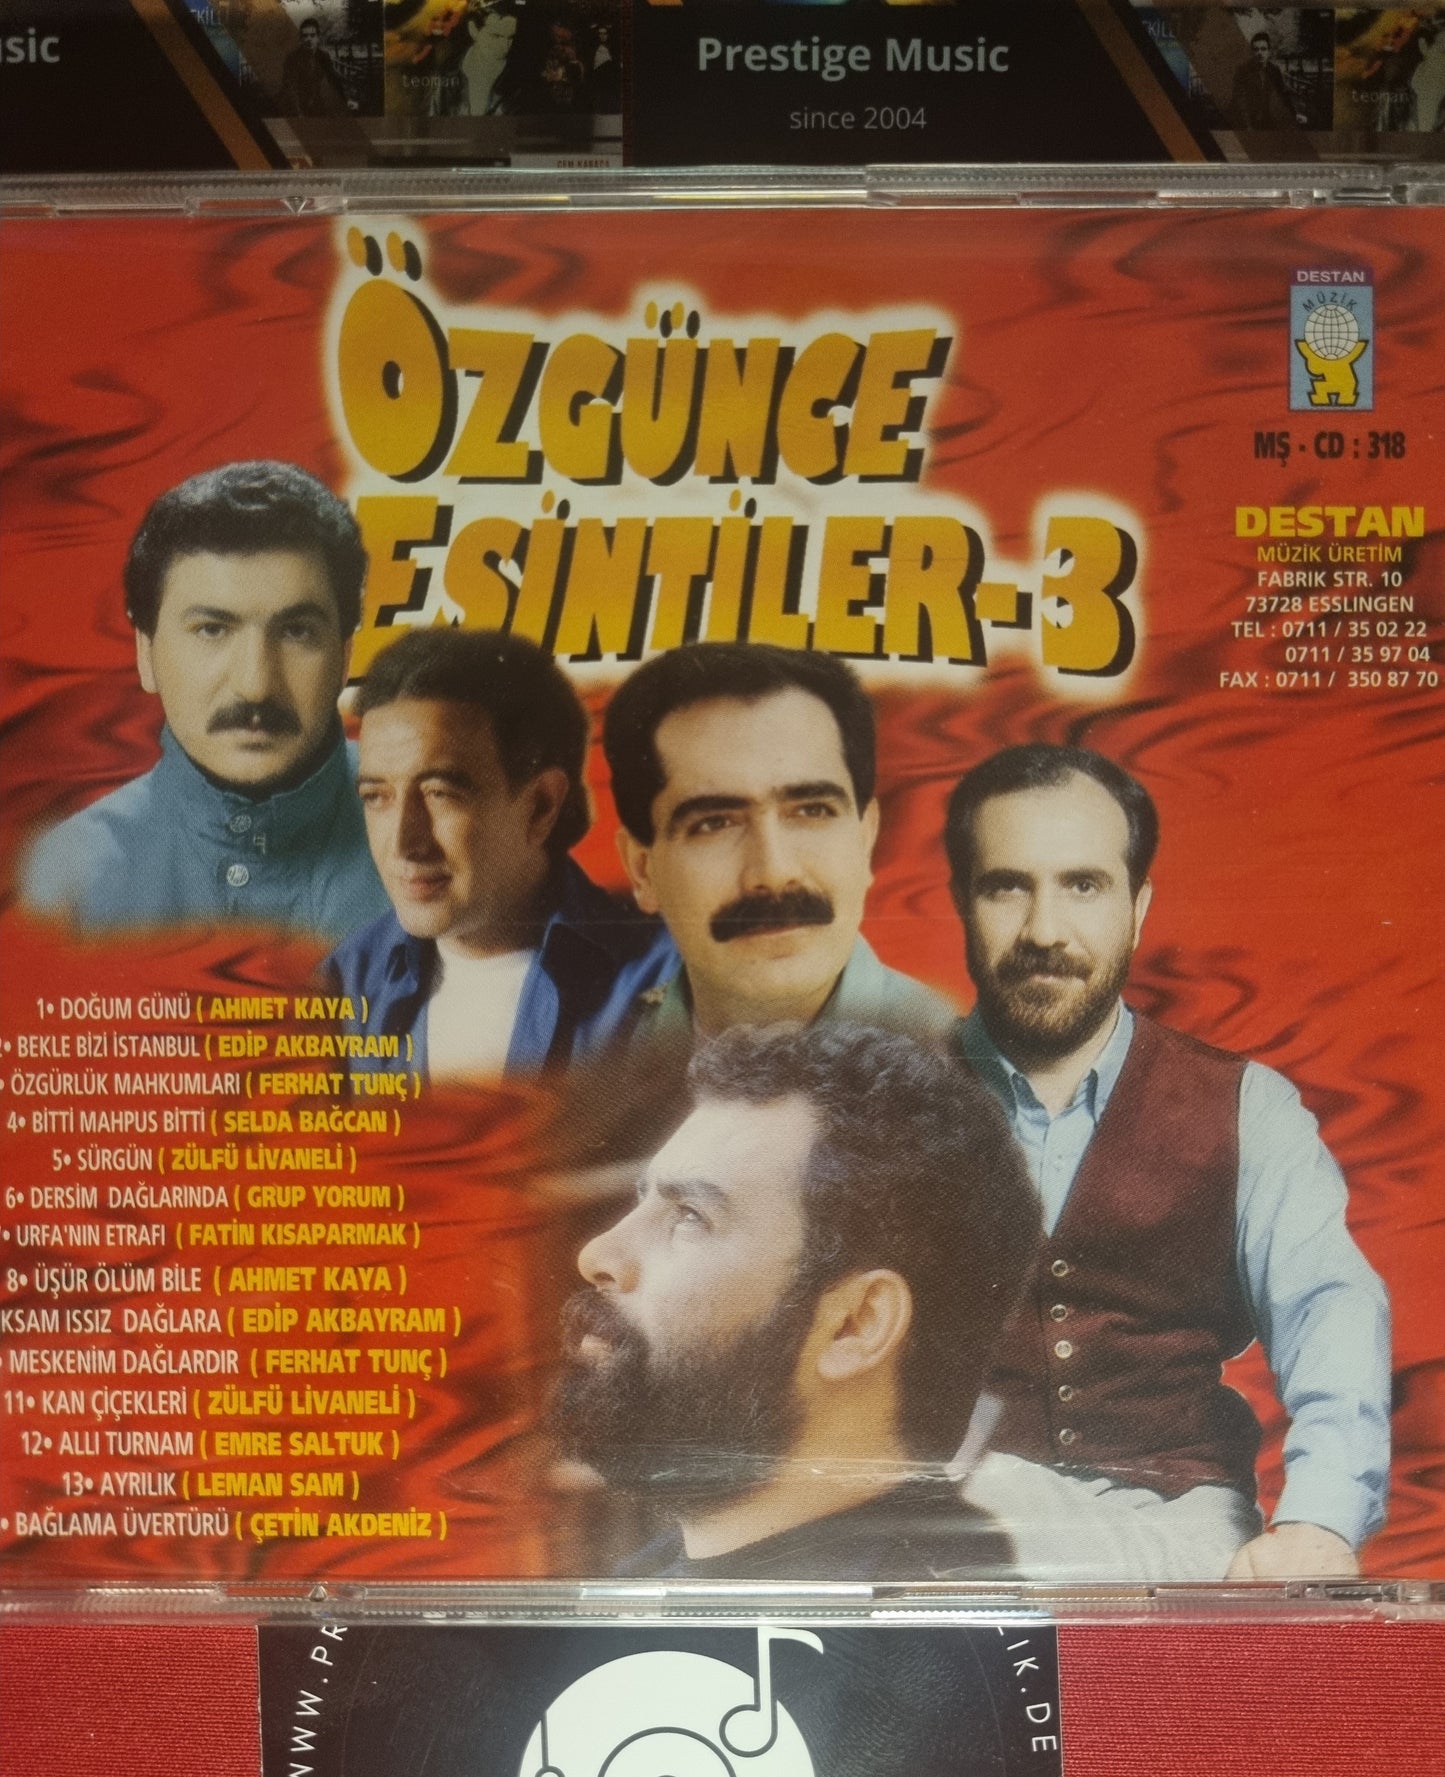 Prestige Music
since 2004
teoman
teoman
CEM KARACA
ÖZGÜNCE
ESİNTİLER-3
DESTAN
MÜZİK
MŞ - CD : 318
DESTAN
MÜZİK ÜRETİM
FABRIK STR. 10
73728 ESSLINGEN
TEL : 0711 / 35 02 22
0711 / 35 97 04
FAX : 0711 / 350 87 70
1• DOĞUM GÜNÜ ( AHMET KAYA )
• BEKLE BİZİ İSTANBUL ( EDİP AKBAYRAM )
• ÖZGÜRLÜK MAHKUMLARI ( FERHAT TUNÇ )
4• BİTTİ MAHPUS BİTTİ ( SELDA BAĞCAN )
5• SÜRGÜN ( ZÜLFÜ LİVANELİ )
6• DERSİM DAĞLARINDA ( GRUP YORUM )
• URFA'NIN ETRAFI ( FATİN KISAPARMAK )
8• ÜŞÜR ÖLÜM BİLE ( AHMET KAYA )
KSAM ISSIZ DAĞLARA ( EDİP AKBAYRAM )
• MESKENİM DAĞLARDIR ( FERHAT TUNÇ )
11• KAN ÇİÇEKLERİ ( ZÜLFÜ LİVANELİ )
12• ALLI TURNAM ( EMRE SALTUK )
13• AYRILIK ( LEMAN SAM )
• BAĞLAMA ÜVERTÜRÜ ( ÇETİN AKDENİZ )